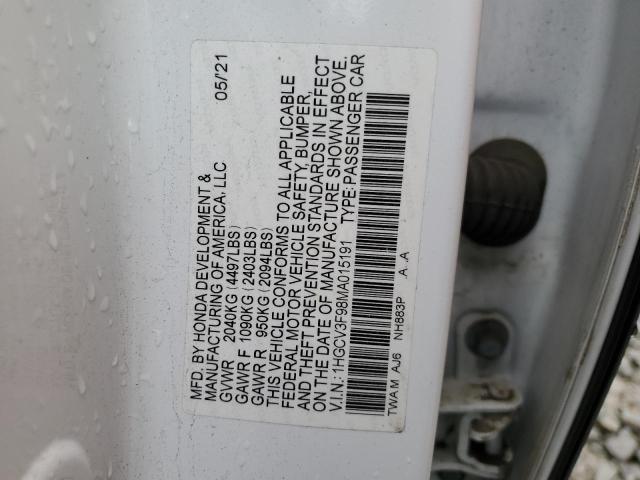 MFD. BY HONDA DEVELOPMENT & 05/21
MANUFACTURING OF AMERICA, LLC
GVWR 2040KG (4497LBS)
GAWR F 1090KG (2403LBS)
GAWR R 950KG (2094LBS)
THIS VEHICLE CONFORMS TO ALL APPLICABLE
FEDERAL MOTOR VEHICLE SAFETY, BUMPER,
AND THEFT PREVENTION STANDARDS IN EFFECT
ON THE DATE OF MANUFACTURE SHOWN ABOVE.
V.I.N.: 1HGCV3F98MA015191 TYPE: PASSENGER CAR
TWA M AJ6 NH883P A . A